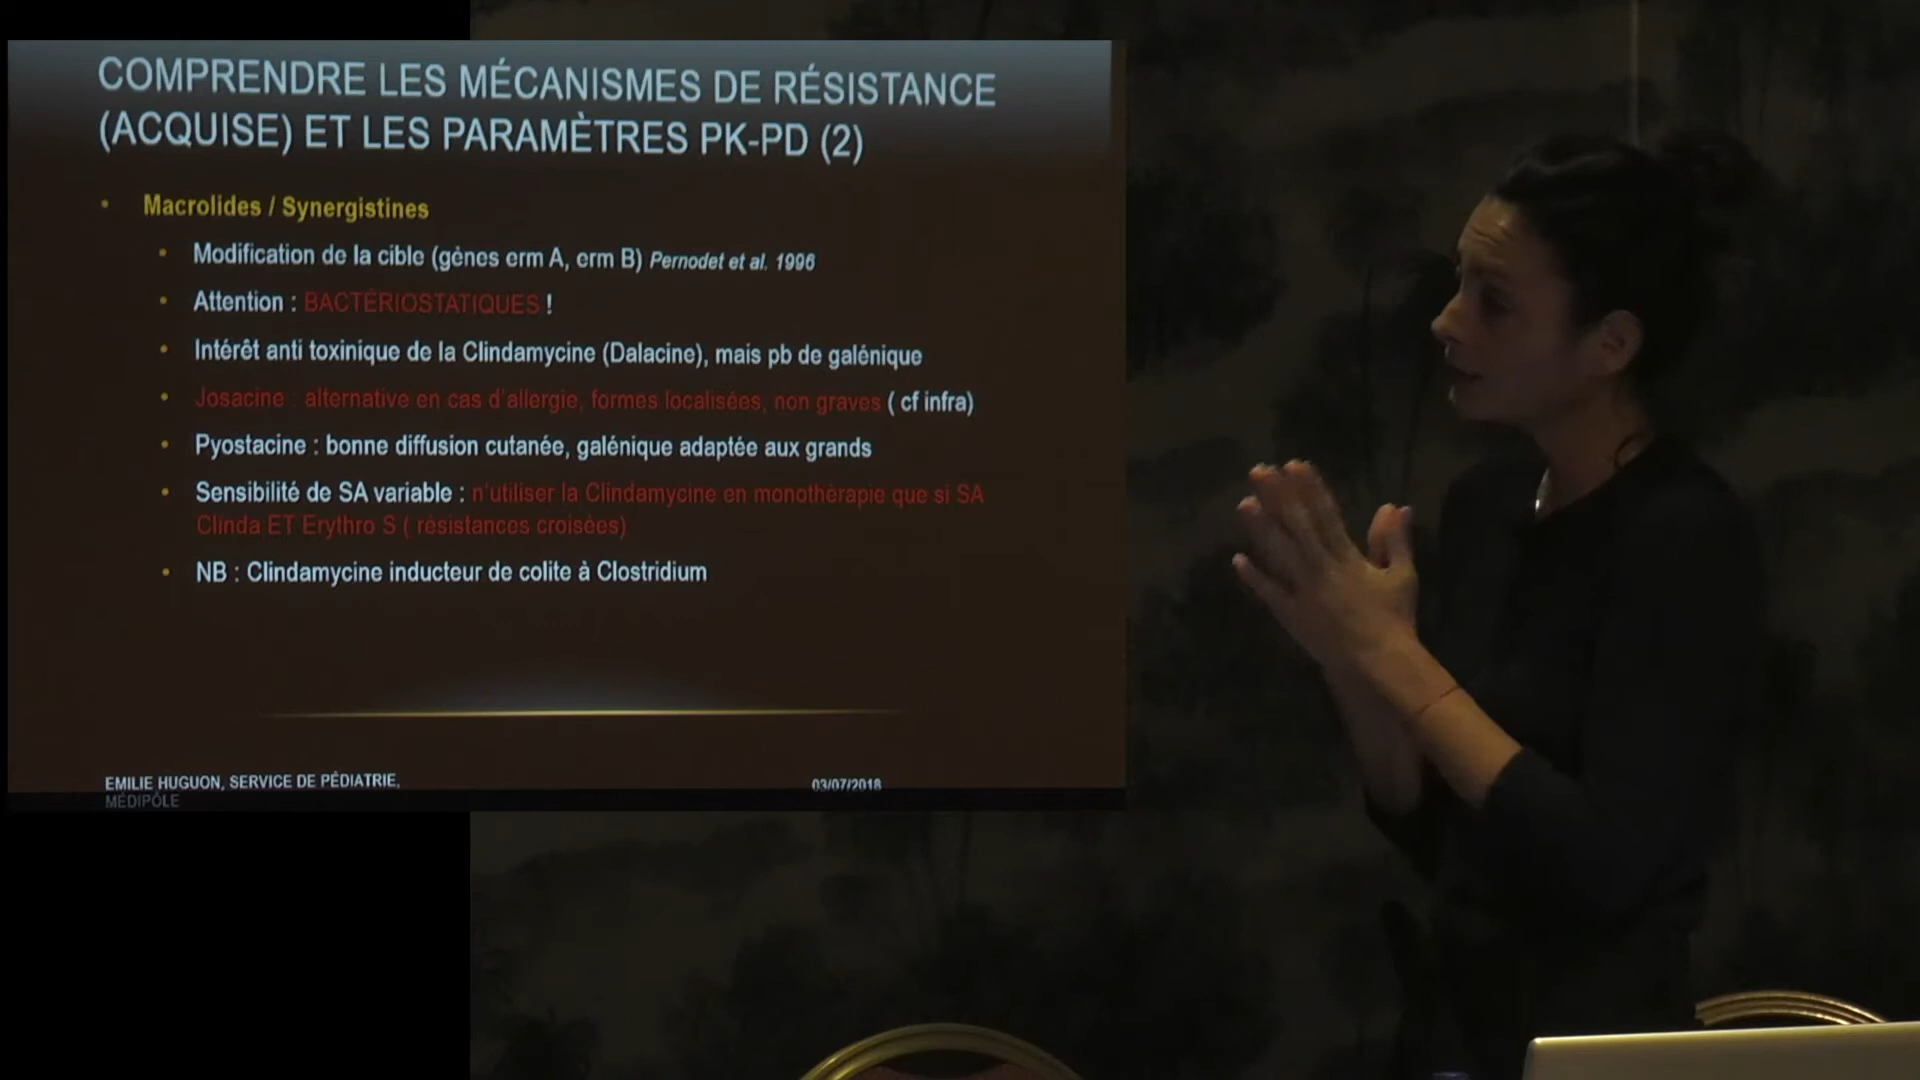 COMPRENDRE LES MÉCANISMES DE RÉSISTANCE
(ACQUISE) ET LES PARAMÈTRES PK-PD (2)
• Macrolides / Synergistines
• Modification de la cible (gènes erm A, erm B) Pernodet et al. 1996
• Attention : BACTÉRIOSTATIQUES !
• Intérêt anti toxinique de la Clindamycine (Dalacine), mais pb de galénique
• Josacine : alternative en cas d'allergie, formes localisées, non graves ( cf infra)
• Pyostacine : bonne diffusion cutanée, galénique adaptée aux grands
• Sensibilité de SA variable : n'utiliser la Clindamycine en monothérapie que si SA
Clinda ET Erythro S ( résistances croisées)
• NB : Clindamycine inducteur de colite à Clostridium
EMILIE HUGUON, SERVICE DE PÉDIATRIE,
MÉDIPÔLE
03/07/2018